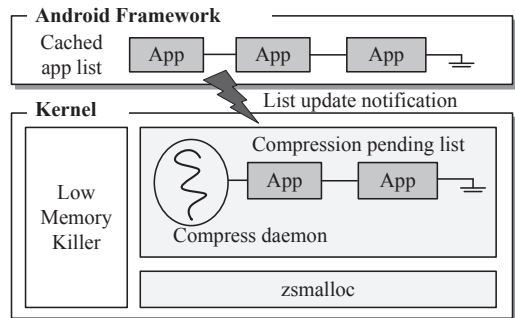 Android Framework
Cached
app list
App
App
App
List update notification
Kernel
Low
Memory
Killer
Compression pending list
App
App
Compress daemon
zsmalloc